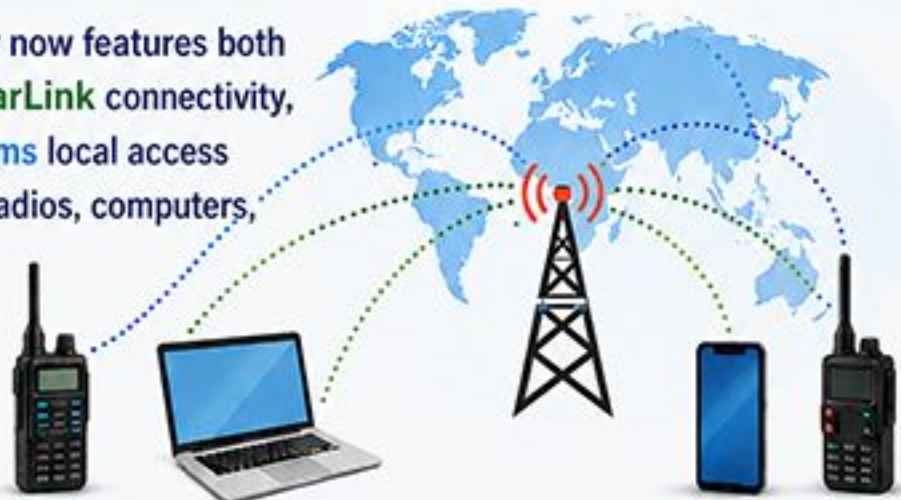 now features both
arLink connectivity,
ms local access
adios, computers,